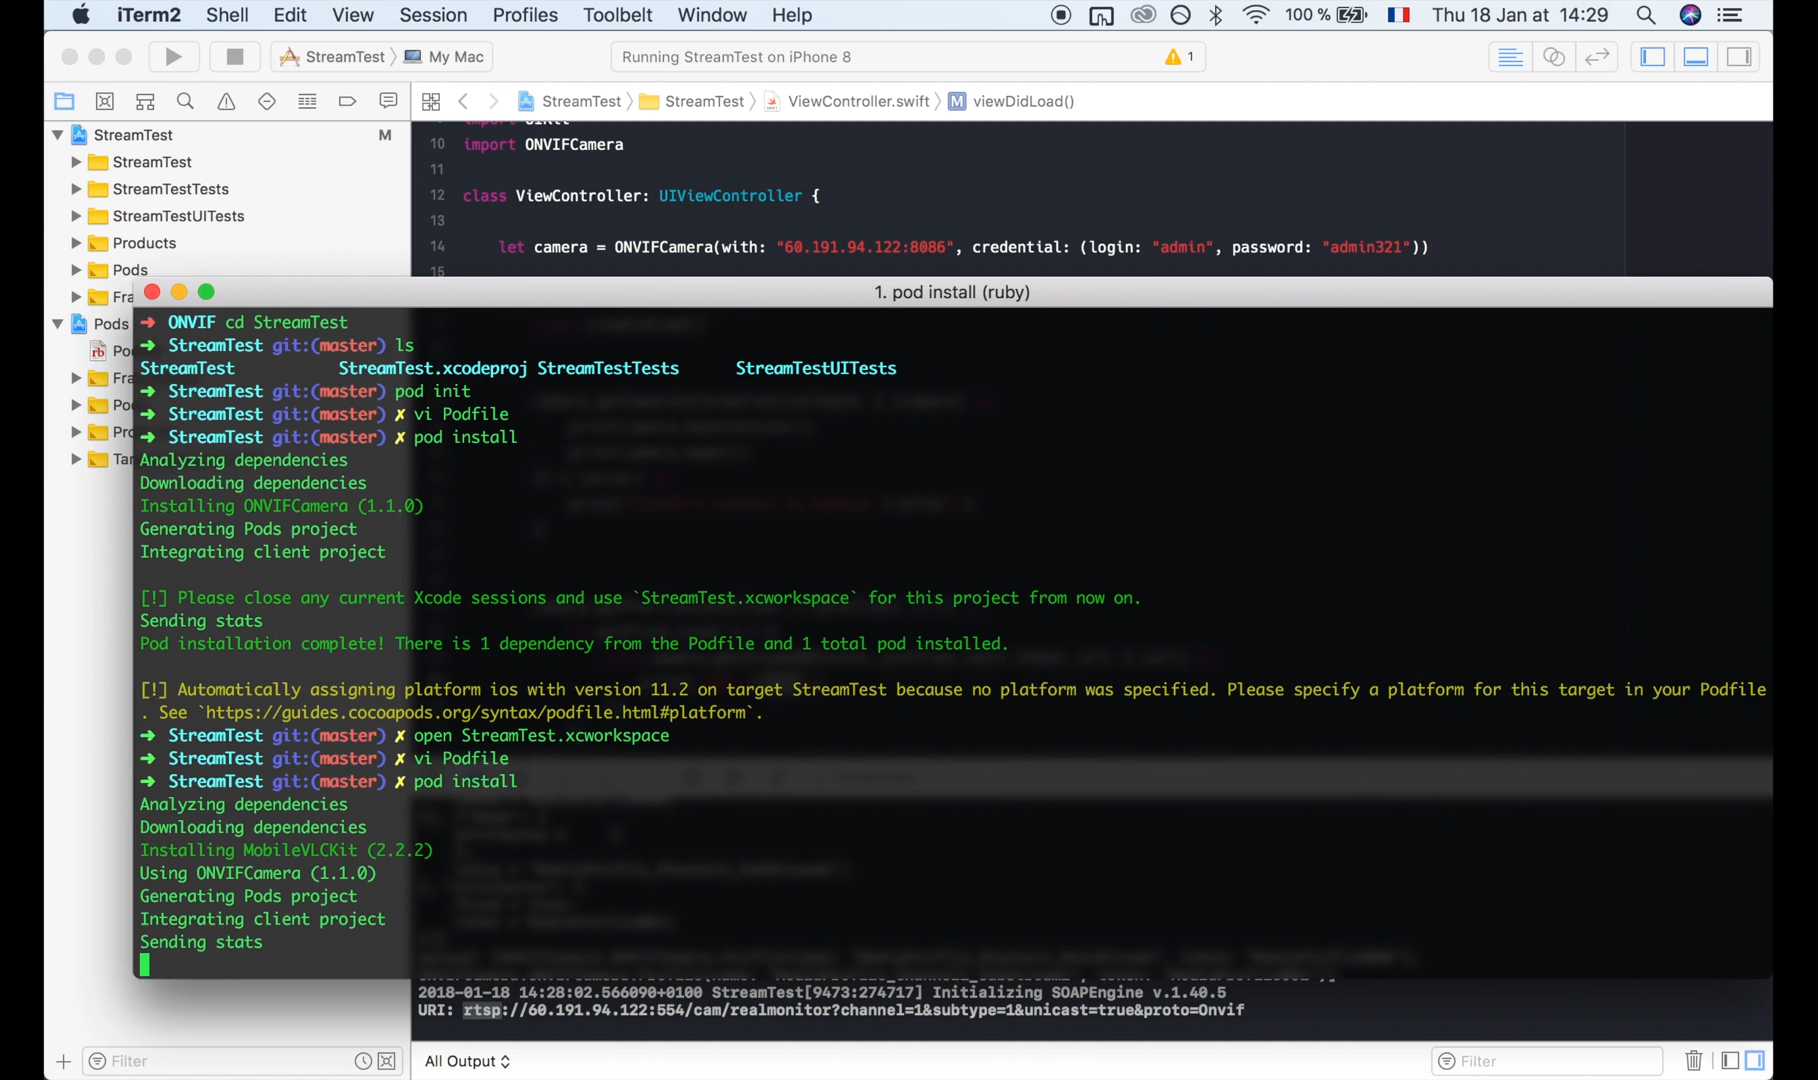 iTerm2 Shell Edit View Session Profiles Toolbelt Window Help 100 % Thu 18 Jan at 14:29
StreamTest My Mac Running StreamTest on iPhone 8 1
StreamTest StreamTest ViewController.swift M viewDidLoad()
StreamTest M
StreamTest
StreamTestTests
StreamTestUITests
Products
Pods
Fra
Pods
rb Po
Fra
Po
Pro
Tar
10 import ONVIFCamera
11
12 class ViewController: UIViewController {
13
14 let camera = ONVIFCamera(with: "60.191.94.122:8086", credential: (login: "admin", password: "admin321"))
15
1. pod install (ruby)
➜ ONVIF cd StreamTest
➜ StreamTest git:(master) ls
StreamTest StreamTest.xcodeproj StreamTestTests StreamTestUITests
➜ StreamTest git:(master) pod init
➜ StreamTest git:(master) ✗ vi Podfile
➜ StreamTest git:(master) ✗ pod install
Analyzing dependencies
Downloading dependencies
Installing ONVIFCamera (1.1.0)
Generating Pods project
Integrating client project
[!] Please close any current Xcode sessions and use `StreamTest.xcworkspace` for this project from now on.
Sending stats
Pod installation complete! There is 1 dependency from the Podfile and 1 total pod installed.
[!] Automatically assigning platform ios with version 11.2 on target StreamTest because no platform was specified. Please specify a platform for this target in your Podfile
. See `https://guides.cocoapods.org/syntax/podfile.html#platform`.
➜ StreamTest git:(master) ✗ open StreamTest.xcworkspace
➜ StreamTest git:(master) ✗ vi Podfile
➜ StreamTest git:(master) ✗ pod install
Analyzing dependencies
Downloading dependencies
Installing MobileVLCKit (2.2.2)
Using ONVIFCamera (1.1.0)
Generating Pods project
Integrating client project
Sending stats
2018-01-18 14:28:02.566090+0100 StreamTest[9473:274717] Initializing SOAPEngine v.1.40.5
URI: rtsp://60.191.94.122:554/cam/realmonitor?channel=1&subtype=1&unicast=true&proto=Onvif
Filter All Output Filter